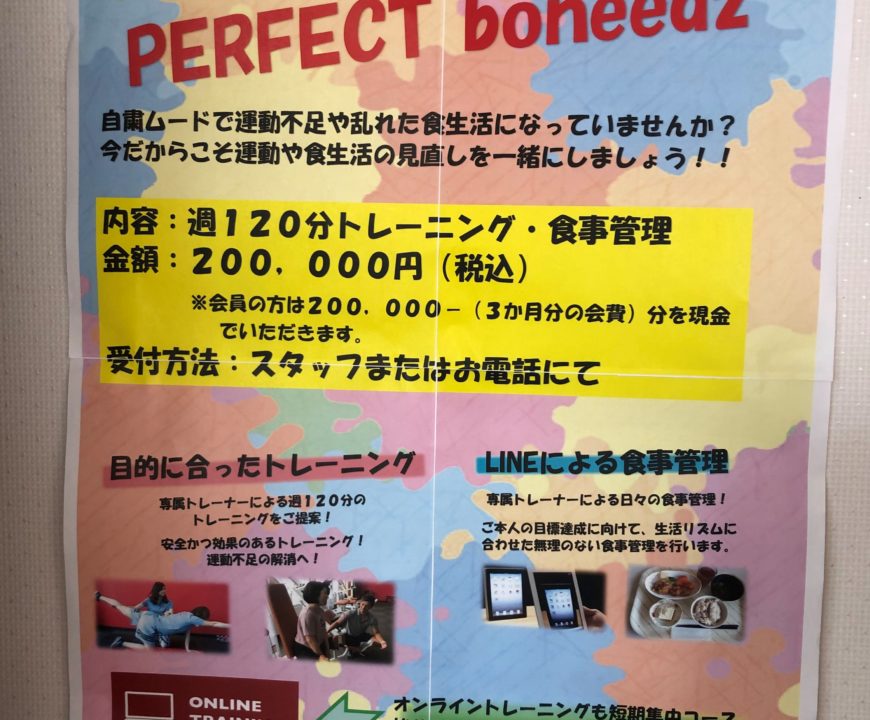 PERFECT boneedz
自粛ムードで運動不足や乱れた食生活になっていませんか？
今だからこそ運動や食生活の見直しを一緒にしましょう！！
内容：週１２０分トレーニング・食事管理
金額：２００，０００円（税込）
※会員の方は２００，０００－（３か月分の会費）分を現金
でいただきます。
受付方法：スタッフまたはお電話にて
目的に合ったトレーニング
専属トレーナーによる週１２０分の
トレーニングをご提案！
安全かつ効果のあるトレーニング！
運動不足の解消へ！
LINEによる食事管理
専属トレーナーによる日々の食事管理！
ご本人の目標達成に向けて、生活リズムに
合わせた無理のない食事管理を行います。
ONLINE
オンライントレーニングも短期集中コース